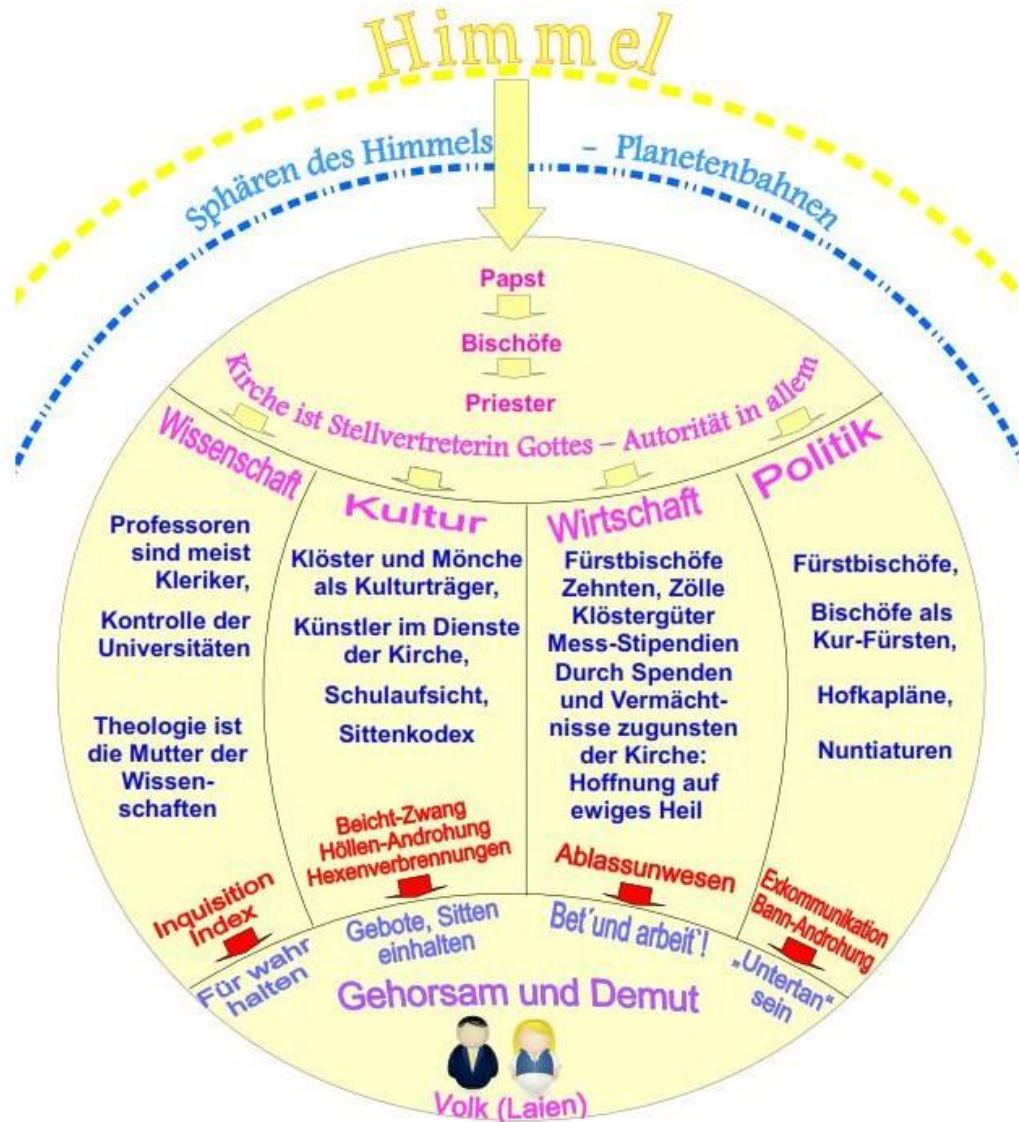 Himmel
Sphären des Himmels – Planetenbahnen
Papst
Bischöfe
Priester
Kirche ist Stellvertreterin Gottes – Autorität in allem
Wissenschaft
Professoren
sind meist
Kleriker,
Kontrolle der
Universitäten
Theologie ist
die Mutter der
Wissen-
schaften
Inquisition
Index
Für wahr
halten
Kultur
Klöster und Mönche
als Kulturträger,
Künstler im Dienste
der Kirche,
Schulaufsicht,
Sittenkodex
Beicht-Zwang
Höllen-Androhung
Hexenverbrennungen
Gebote, Sitten
einhalten
Wirtschaft
Fürstbischöfe
Zehnten, Zölle
Klöstergüter
Mess-Stipendien
Durch Spenden
und Vermächt-
nisse zugunsten
der Kirche:
Hoffnung auf
ewiges Heil
Ablassunwesen
Bet´und arbeit`!
Politik
Fürstbischöfe,
Bischöfe als
Kur-Fürsten,
Hofkapläne,
Nuntiaturen
Exkommunikation
Bann-Androhung
„Untertan“
sein
Gehorsam und Demut
Volk (Laien)